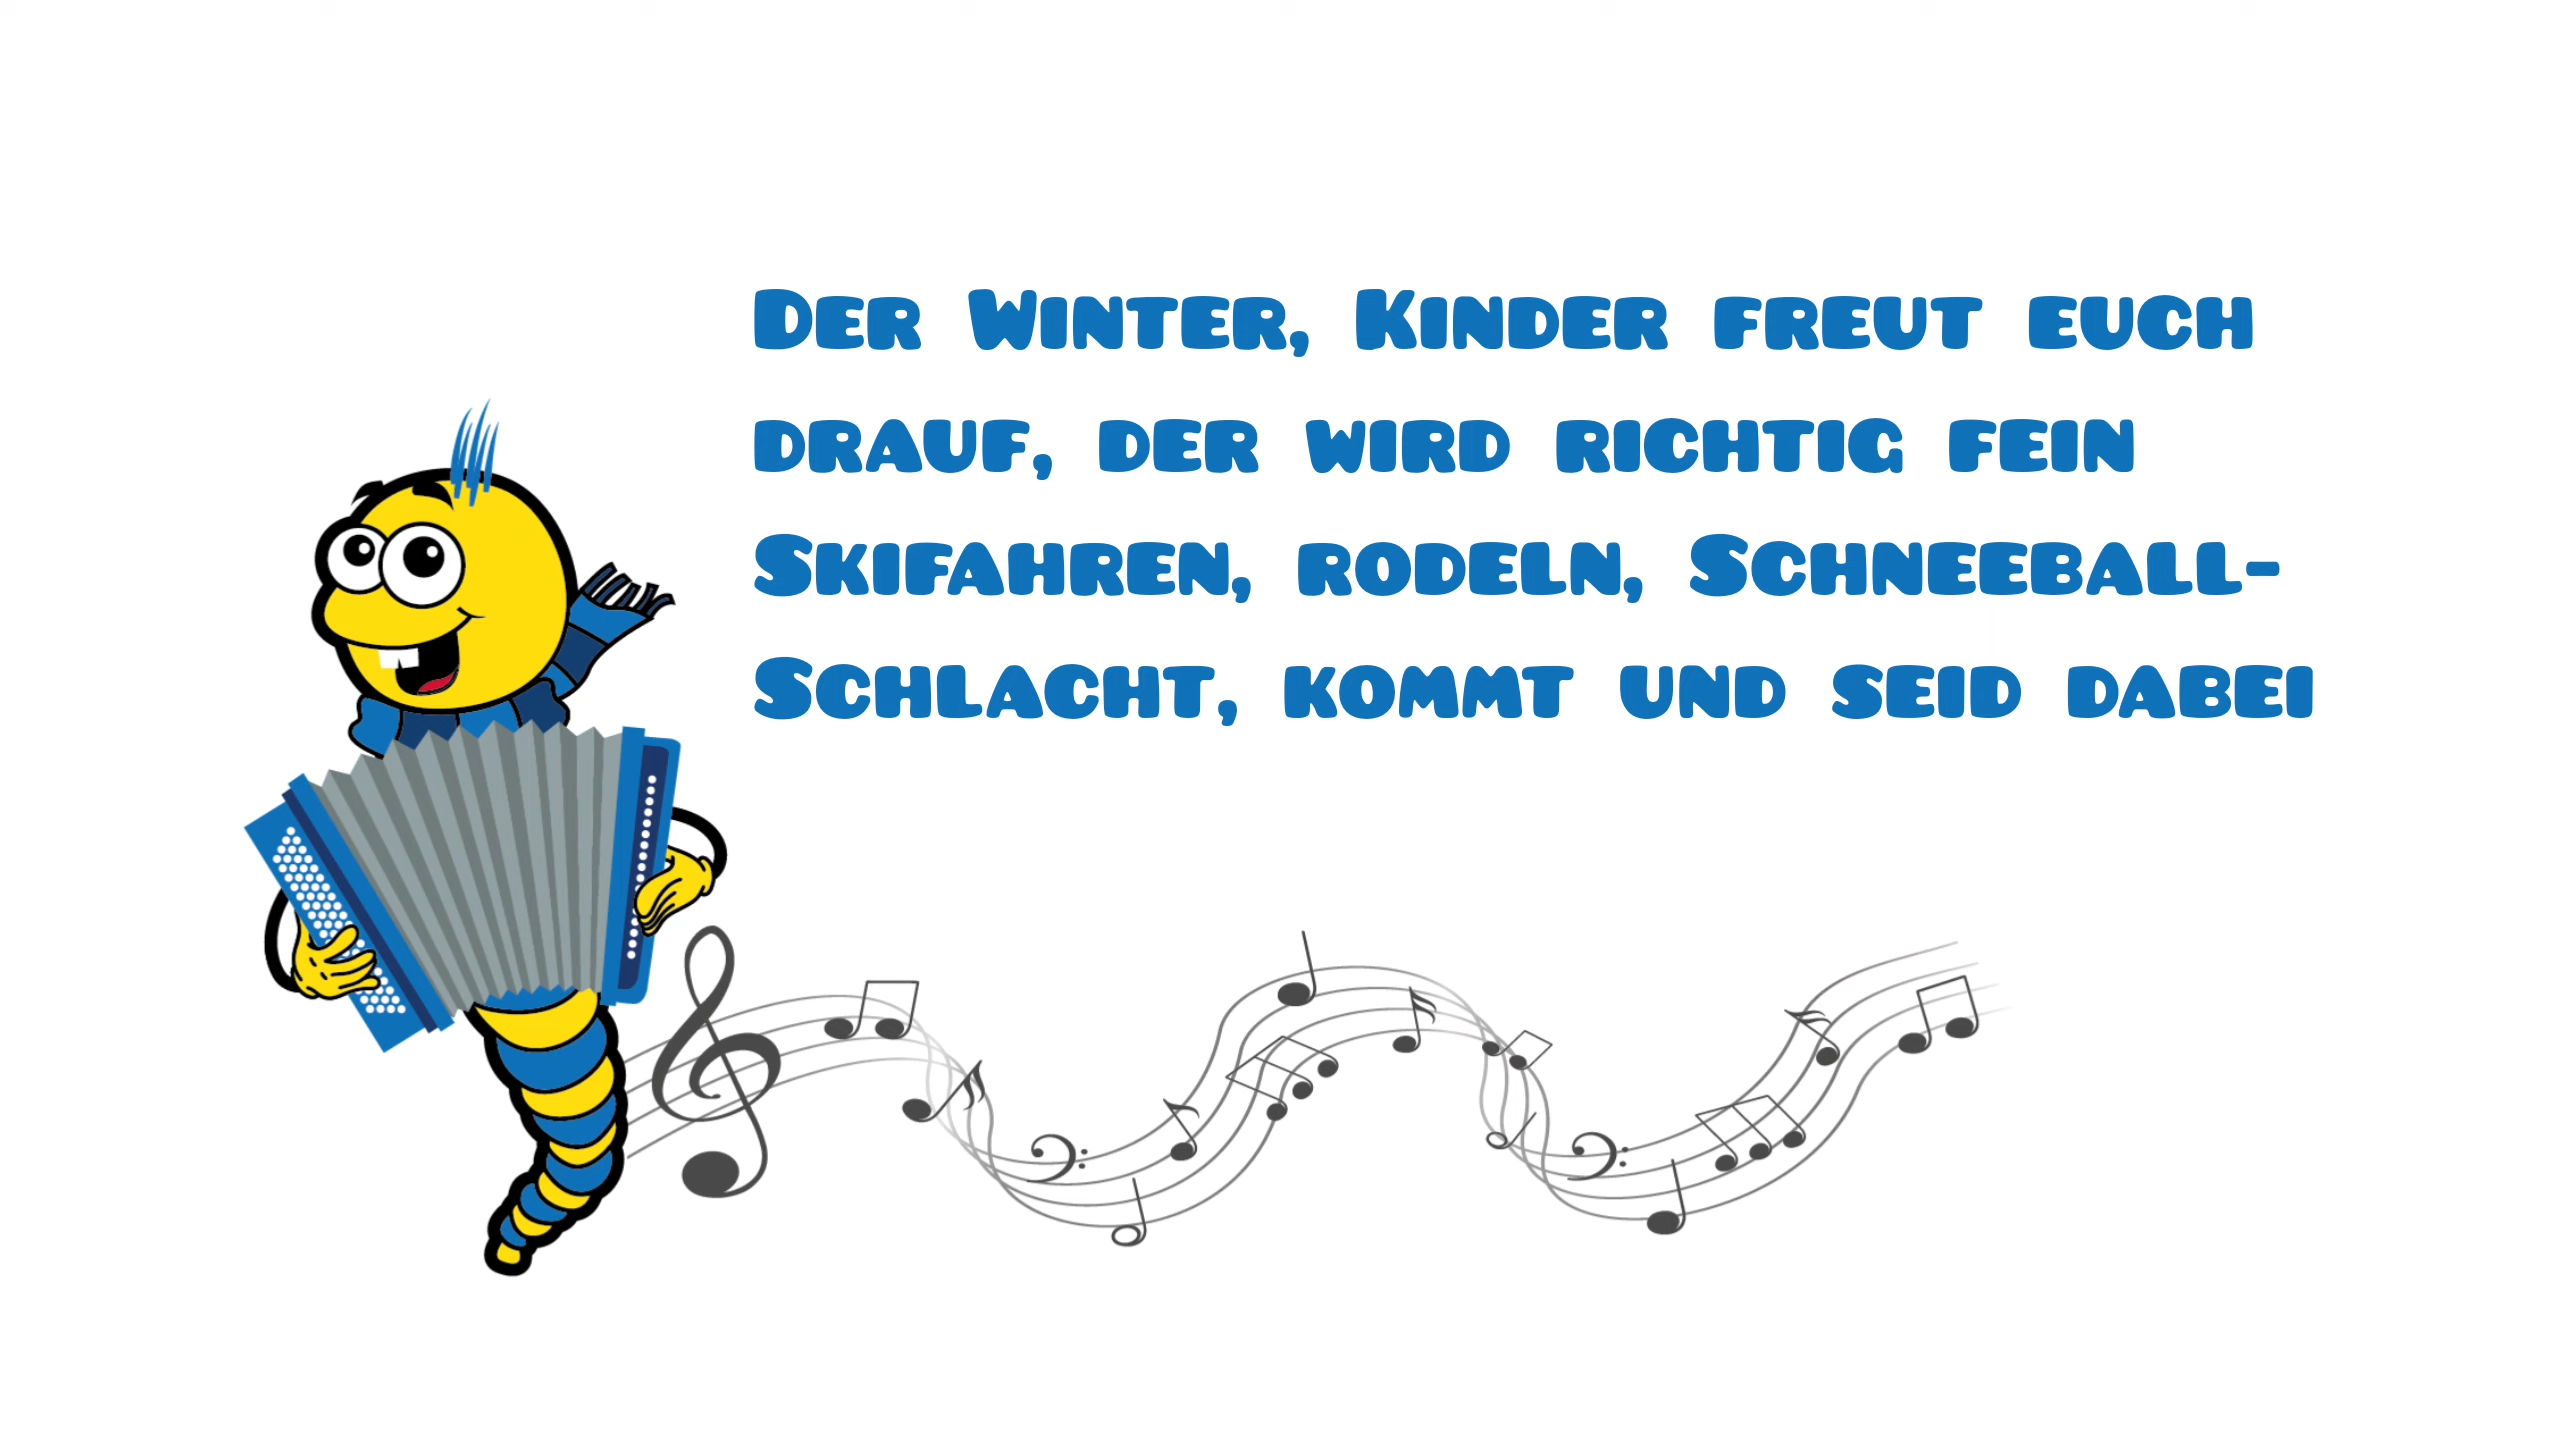 Der Winter, Kinder freut euch
drauf, der wird richtig fein
Skifahren, rodeln, Schneeball-
Schlacht, kommt und seid dabei